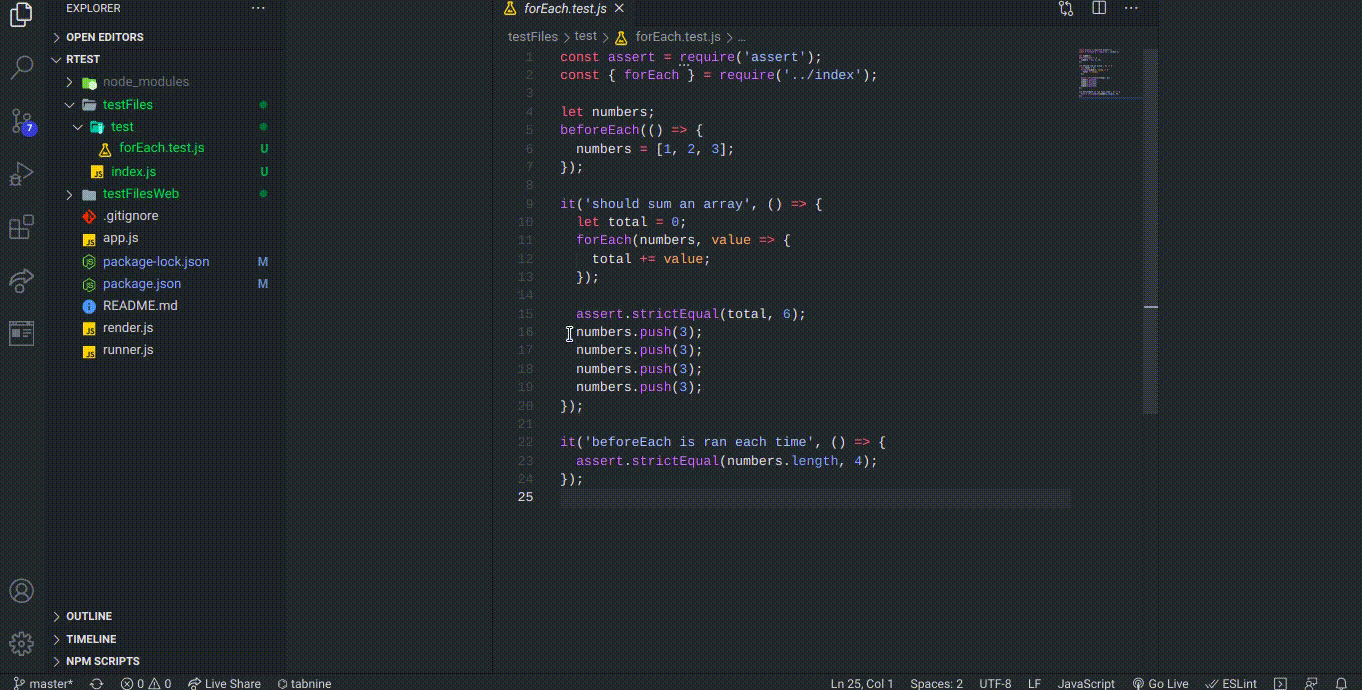 EXPLORER
OPEN EDITORS
RTEST
node_modules
testFiles
test
forEach.test.js U
index.js U
testFilesWeb
.gitignore
app.js
package-lock.json M
package.json M
README.md
render.js
runner.js
OUTLINE
TIMELINE
NPM SCRIPTS
7
forEach.test.js
testFiles > test > forEach.test.js > ...
1 const assert = require('assert');
2 const { forEach } = require('../index');
3
4 let numbers;
5 beforeEach(() => {
6 numbers = [1, 2, 3];
7 });
8
9 it('should sum an array', () => {
10 let total = 0;
11 forEach(numbers, value => {
12 total += value;
13 });
14
15 assert.strictEqual(total, 6);
16 numbers.push(3);
17 numbers.push(3);
18 numbers.push(3);
19 numbers.push(3);
20 });
21
22 it('beforeEach is ran each time', () => {
23 assert.strictEqual(numbers.length, 4);
24 });
25
master* 0 0 Live Share tabnine Ln 25, Col 1 Spaces: 2 UTF-8 LF JavaScript Go Live ESLint